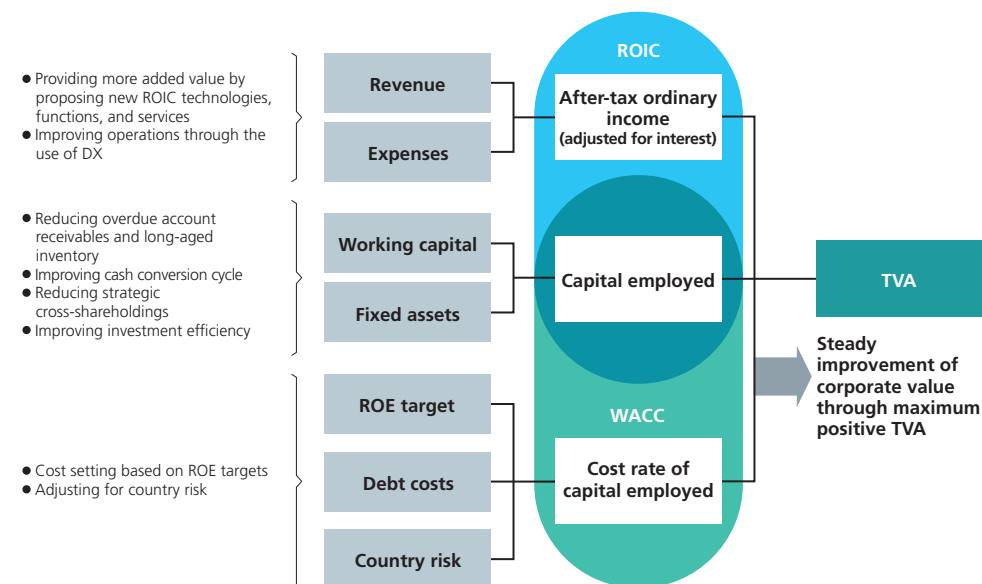 ● Providing more added value by
proposing new ROIC technologies,
functions, and services
● Improving operations through the
use of DX
● Reducing overdue account
receivables and long-aged
inventory
● Improving cash conversion cycle
● Reducing strategic
cross-shareholdings
● Improving investment efficiency
● Cost setting based on ROE targets
● Adjusting for country risk
Revenue
Expenses
Working capital
Fixed assets
ROE target
Debt costs
Country risk
ROIC
After-tax ordinary
income
(adjusted for interest)
Capital employed
WACC
Cost rate of
capital employed
TVA
Steady
improvement of
corporate value
through maximum
positive TVA